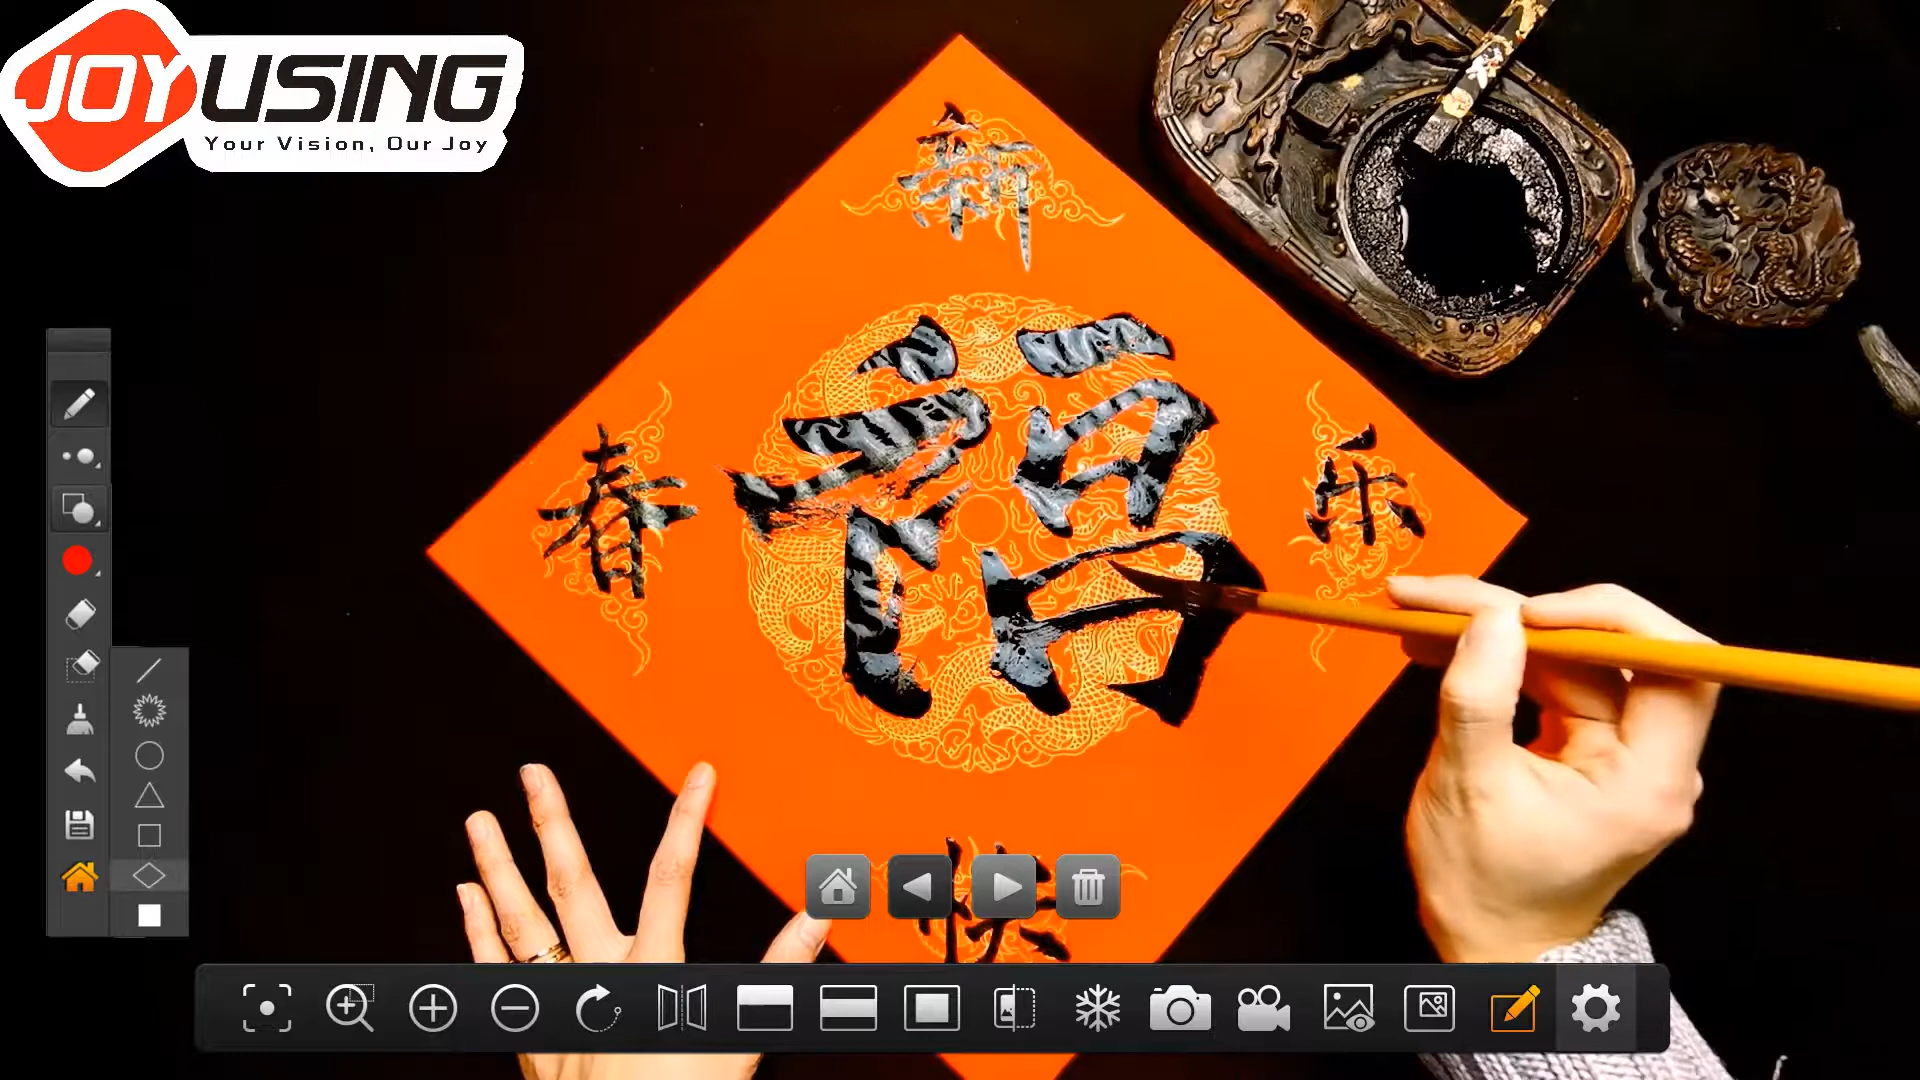 JOYUSING
Your Vision, Our Joy
新
春 福 乐
快